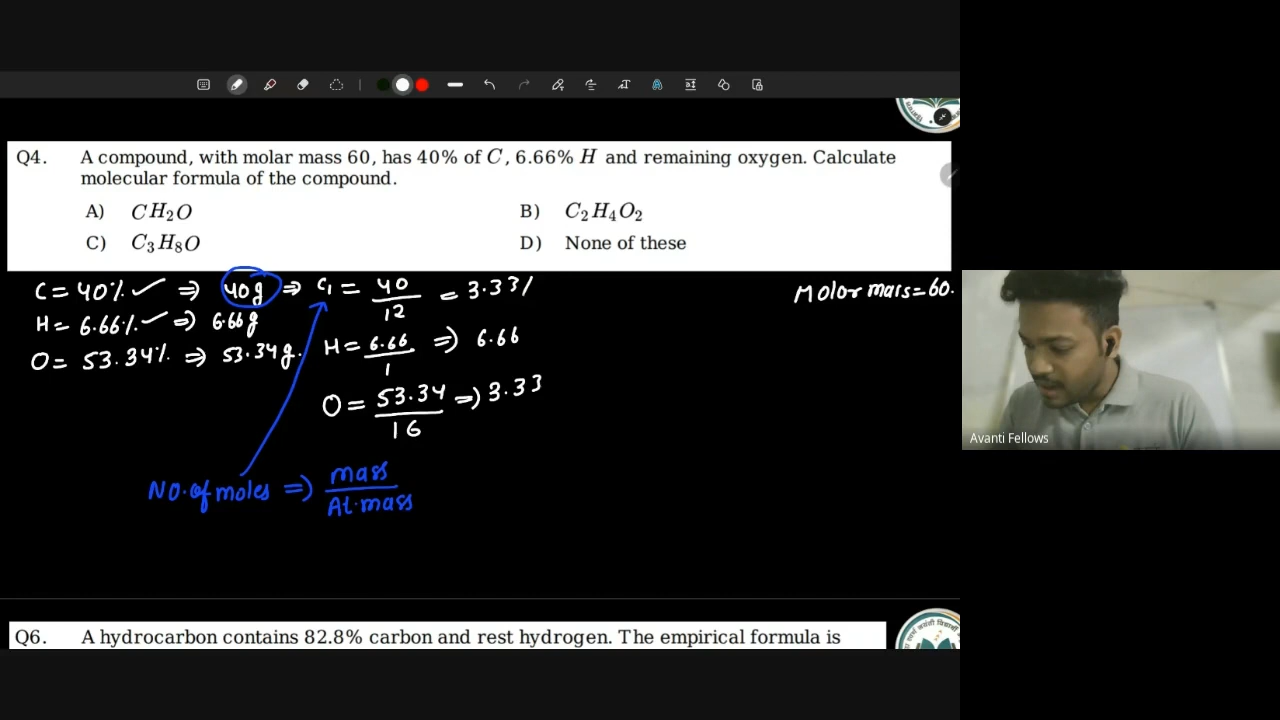 Q4. A compound, with molar mass 60, has 40% of C, 6.66% H and remaining oxygen. Calculate
molecular formula of the compound.
A) CH₂O B) C₂H₄O₂
C) C₃H₈O D) None of these
C = 40% ✓ ⇒ 40g ⇒ C, = 40/12 = 3.33/
Molor mass = 60.
H = 6.66% ✓ ⇒ 6.66g
H = 6.66/1 ⇒ 6.66
O = 53.34% ⇒ 53.34g.
O = 53.34/16 ⇒ 3.33
No. of moles ⇒ mass/At. mass
Avanti Fellows
Q6. A hydrocarbon contains 82.8% carbon and rest hydrogen. The empirical formula is